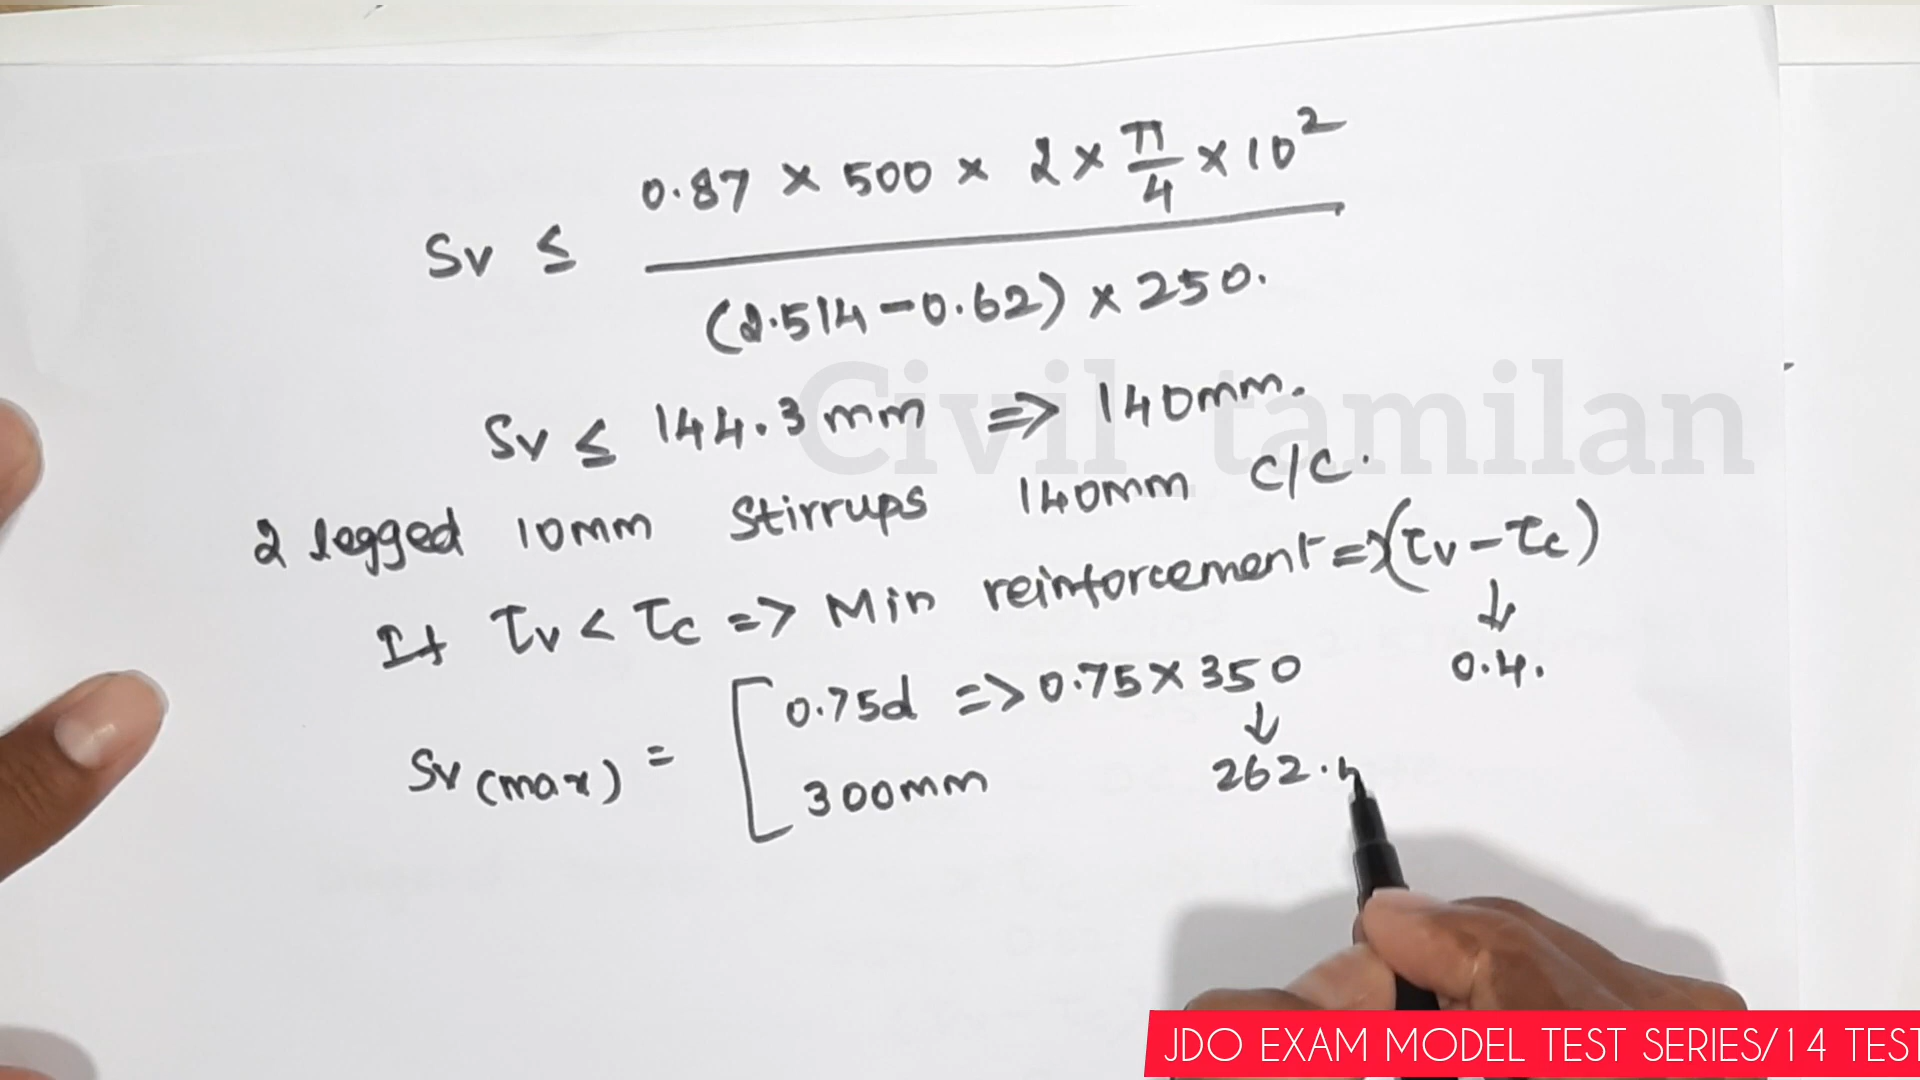 Sv ≤ 0.87 × 500 × 2 × π/4 × 10²
(2.514 - 0.62) × 250.
Sv ≤ 144.3 mm => 140mm.
Civil tamilan
2 legged 10mm Stirrups 140mm c/c.
If τv < τc => Min reinforcement => (τv - τc)
↓
0.4.
Sv(max) = [ 0.75d => 0.75 × 350
↓
300mm 262.
JDO EXAM MODEL TEST SERIES/14 TEST